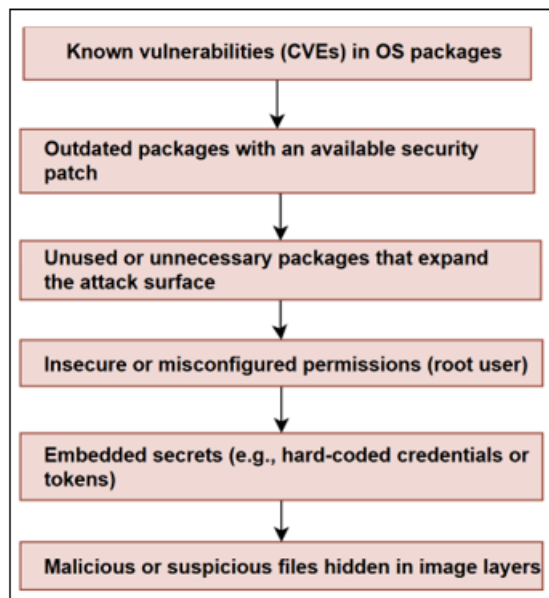 Known vulnerabilities (CVEs) in OS packages
Outdated packages with an available security
patch
Unused or unnecessary packages that expand
the attack surface
Insecure or misconfigured permissions (root user)
Embedded secrets (e.g., hard-coded credentials or
tokens)
Malicious or suspicious files hidden in image layers